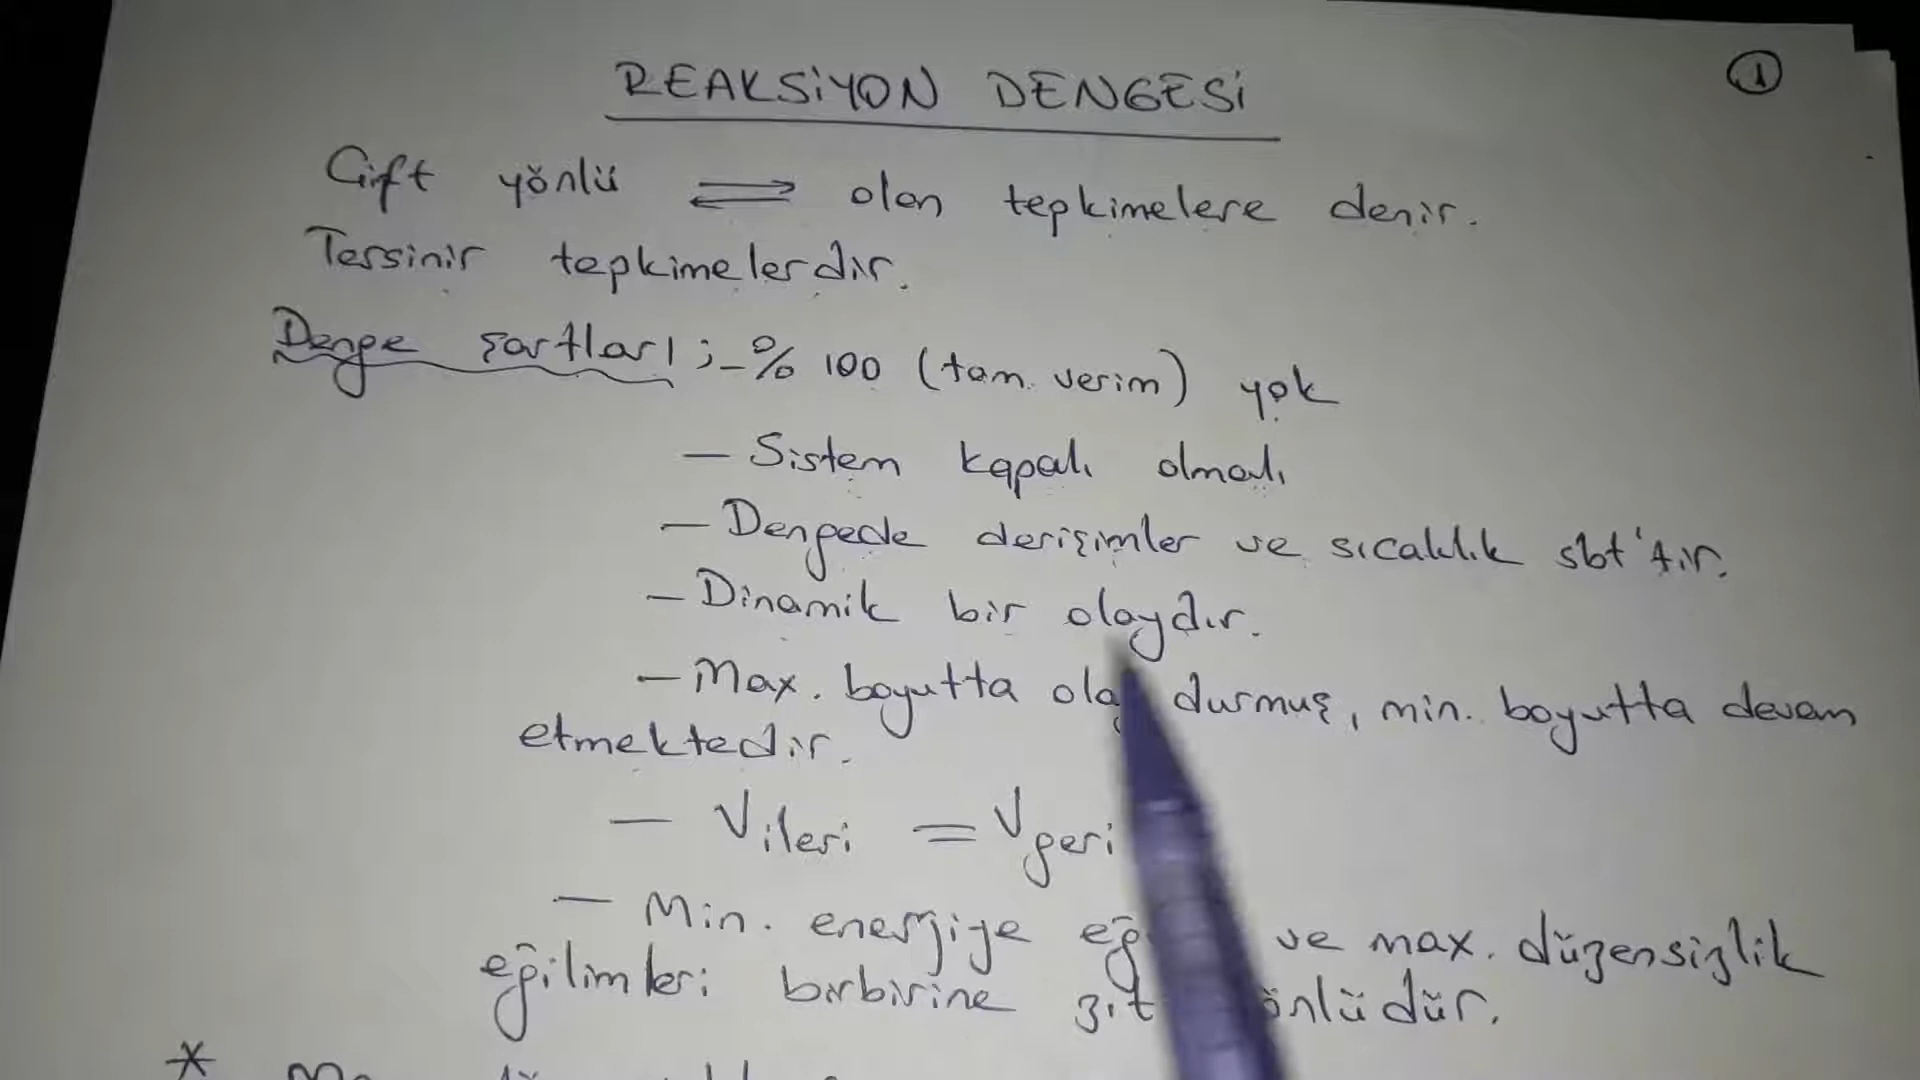 REAKSİYON DENGESİ
1
Çift yönlü ⇌ olan tepkimelere denir.
Tersinir tepkimelerdir.
Denge şartları ; - % 100 (tam verim) yok
— Sistem kapalı olmalı
— Dengede derişimler ve sıcaklık sbt'tir.
— Dinamik bir olaydır.
— Max. boyutta durmuş, min. boyutta devam
etmektedir.
— Vileri = Vgeri
— Min. enerjiye ve max. düzensizlik
eğilimleri birbirine zıt
*